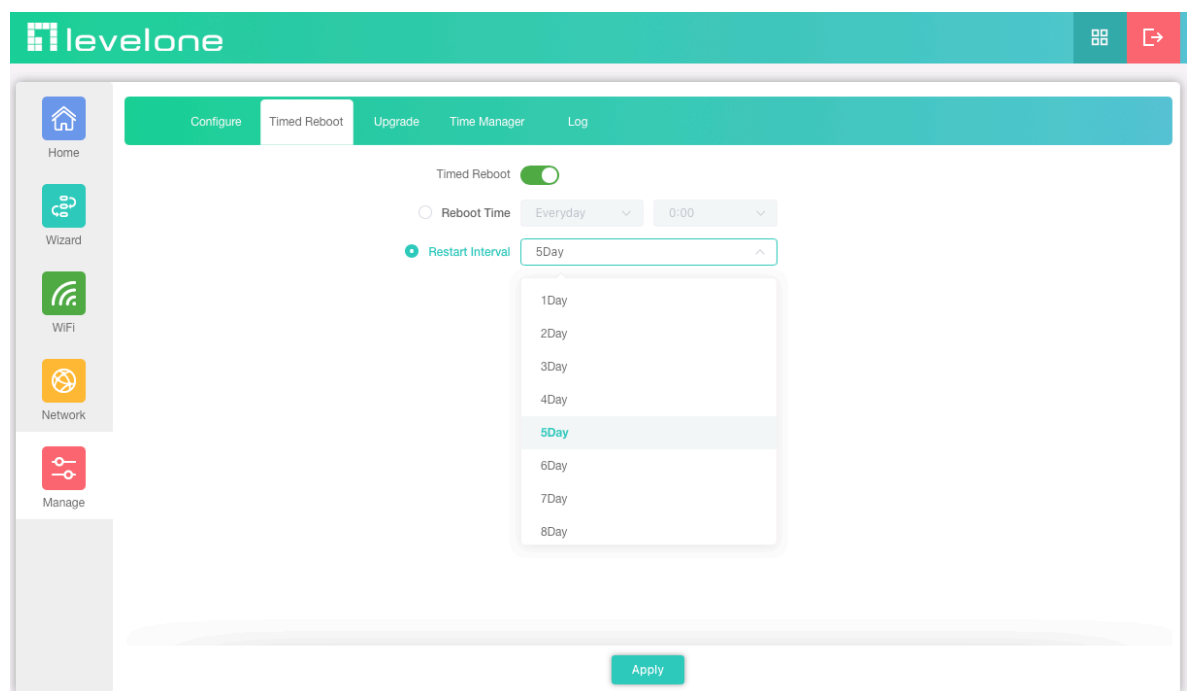 levelone
Configure Timed Reboot Upgrade Time Manager Log
Home
Wizard
WiFi
Network
Manage
Timed Reboot
Reboot Time Everyday 0:00
Restart Interval 5Day
1Day
2Day
3Day
4Day
5Day
6Day
7Day
8Day
Apply